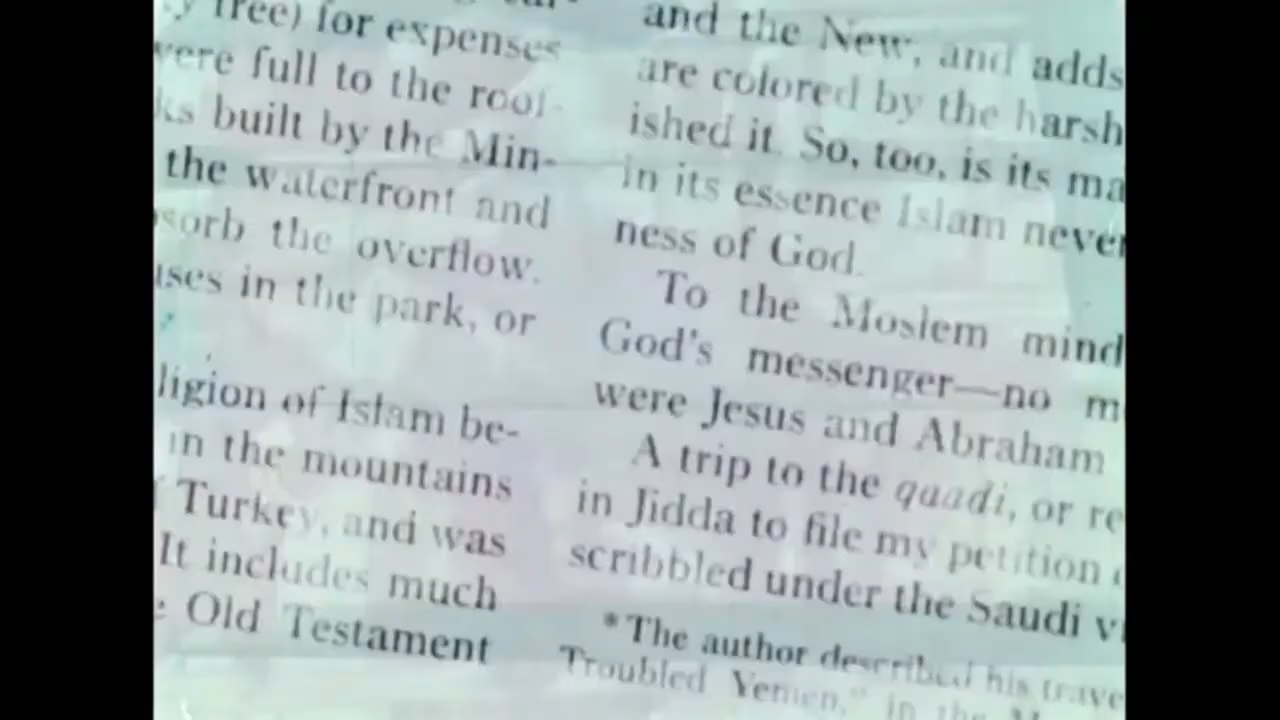 free) for expenses
were full to the roof-
ks built by the Min-
the waterfront and
sorb the overflow.
uses in the park, or
ligion of Islam be-
in the mountains
Turkey, and was
It includes much
Old Testament
and the New, and adds
are colored by the harsh
ished it. So, too, is its ma
in its essence Islam never
ness of God.
To the Moslem mind
God's messenger—no m
were Jesus and Abraham
A trip to the qaadi, or re
in Jidda to file my petition
scribbled under the Saudi v
*The author described his trave
Troubled Yemen," in the